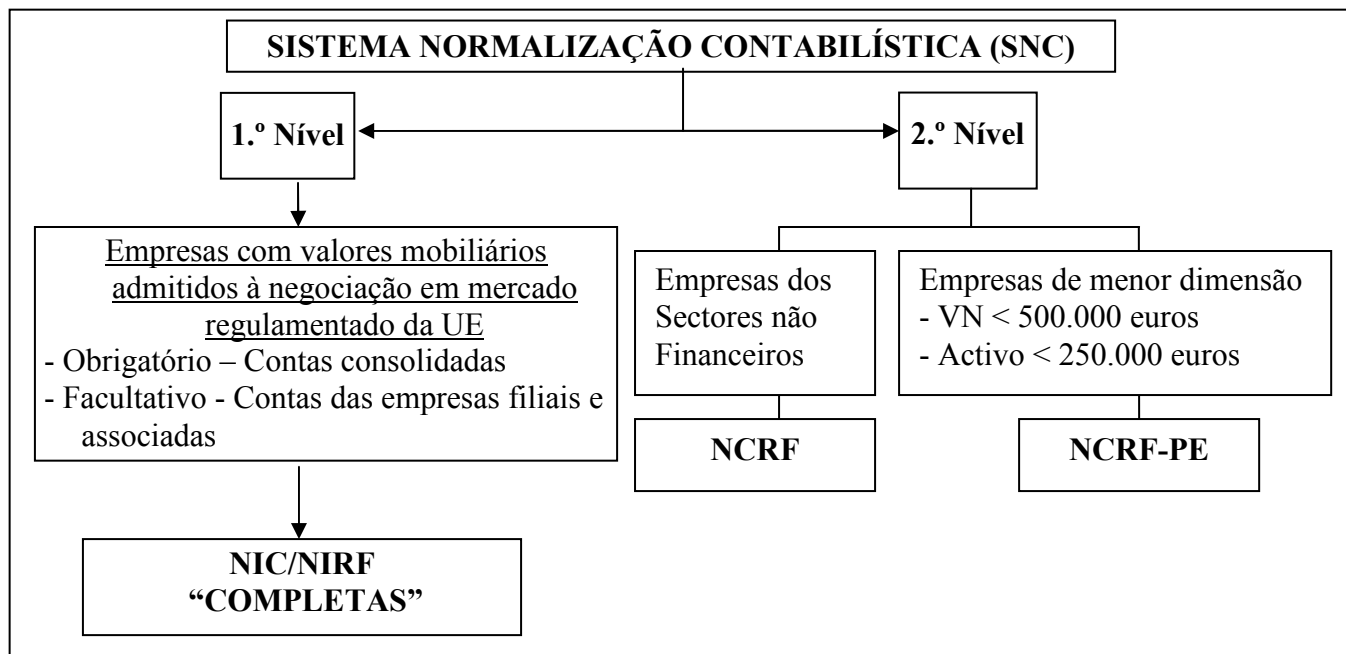 SISTEMA NORMALIZAÇÃO CONTABILÍSTICA (SNC)
1.º Nível
2.º Nível
Empresas com valores mobiliários
admitidos à negociação em mercado
regulamentado da UE
- Obrigatório – Contas consolidadas
- Facultativo - Contas das empresas filiais e
associadas
Empresas dos
Sectores não
Financeiros
Empresas de menor dimensão
- VN < 500.000 euros
- Activo < 250.000 euros
NCRF
NCRF-PE
NIC/NIRF
“COMPLETAS”